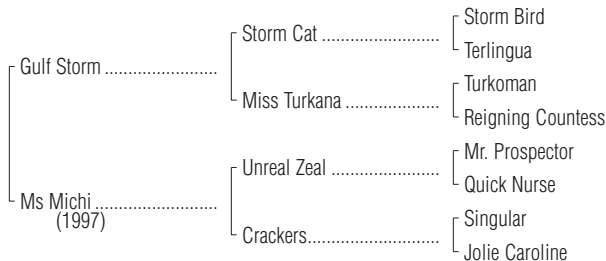 Storm Bird
Storm Cat ........................
Terlingua
Gulf Storm .......................
Turkoman
Miss Turkana ...................
Reigning Countess
Mr. Prospector
Unreal Zeal ......................
Quick Nurse
Ms Michi .........................
(1997)
Singular
Crackers...........................
Jolie Caroline